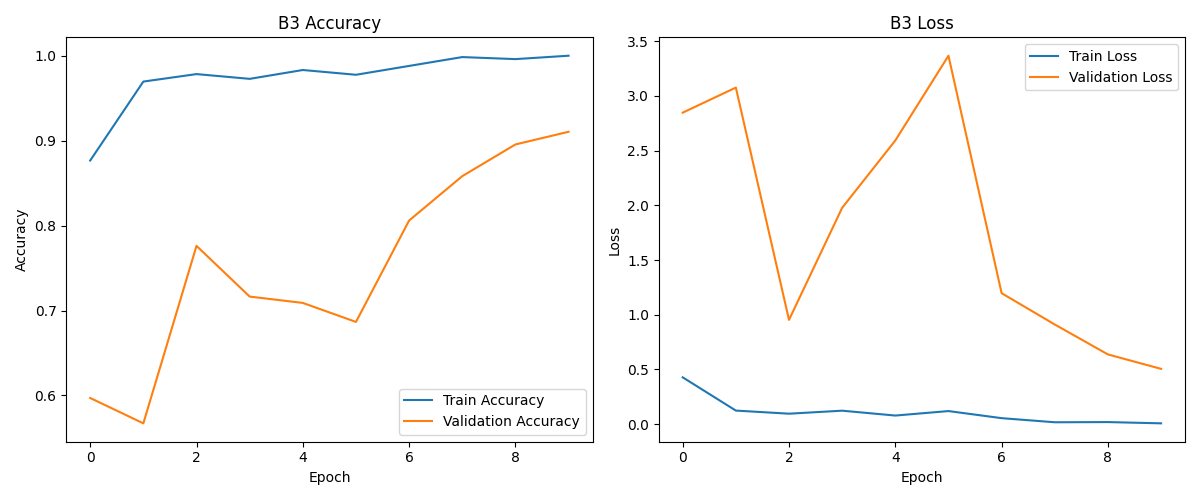 B3 Accuracy
1.0
0.9
0.8
0.7
0.6
Accuracy
Train Accuracy
Validation Accuracy
0 2 4 6 8
Epoch
B3 Loss
3.5
3.0
2.5
2.0
1.5
1.0
0.5
0.0
Loss
Train Loss
Validation Loss
0 2 4 6 8
Epoch